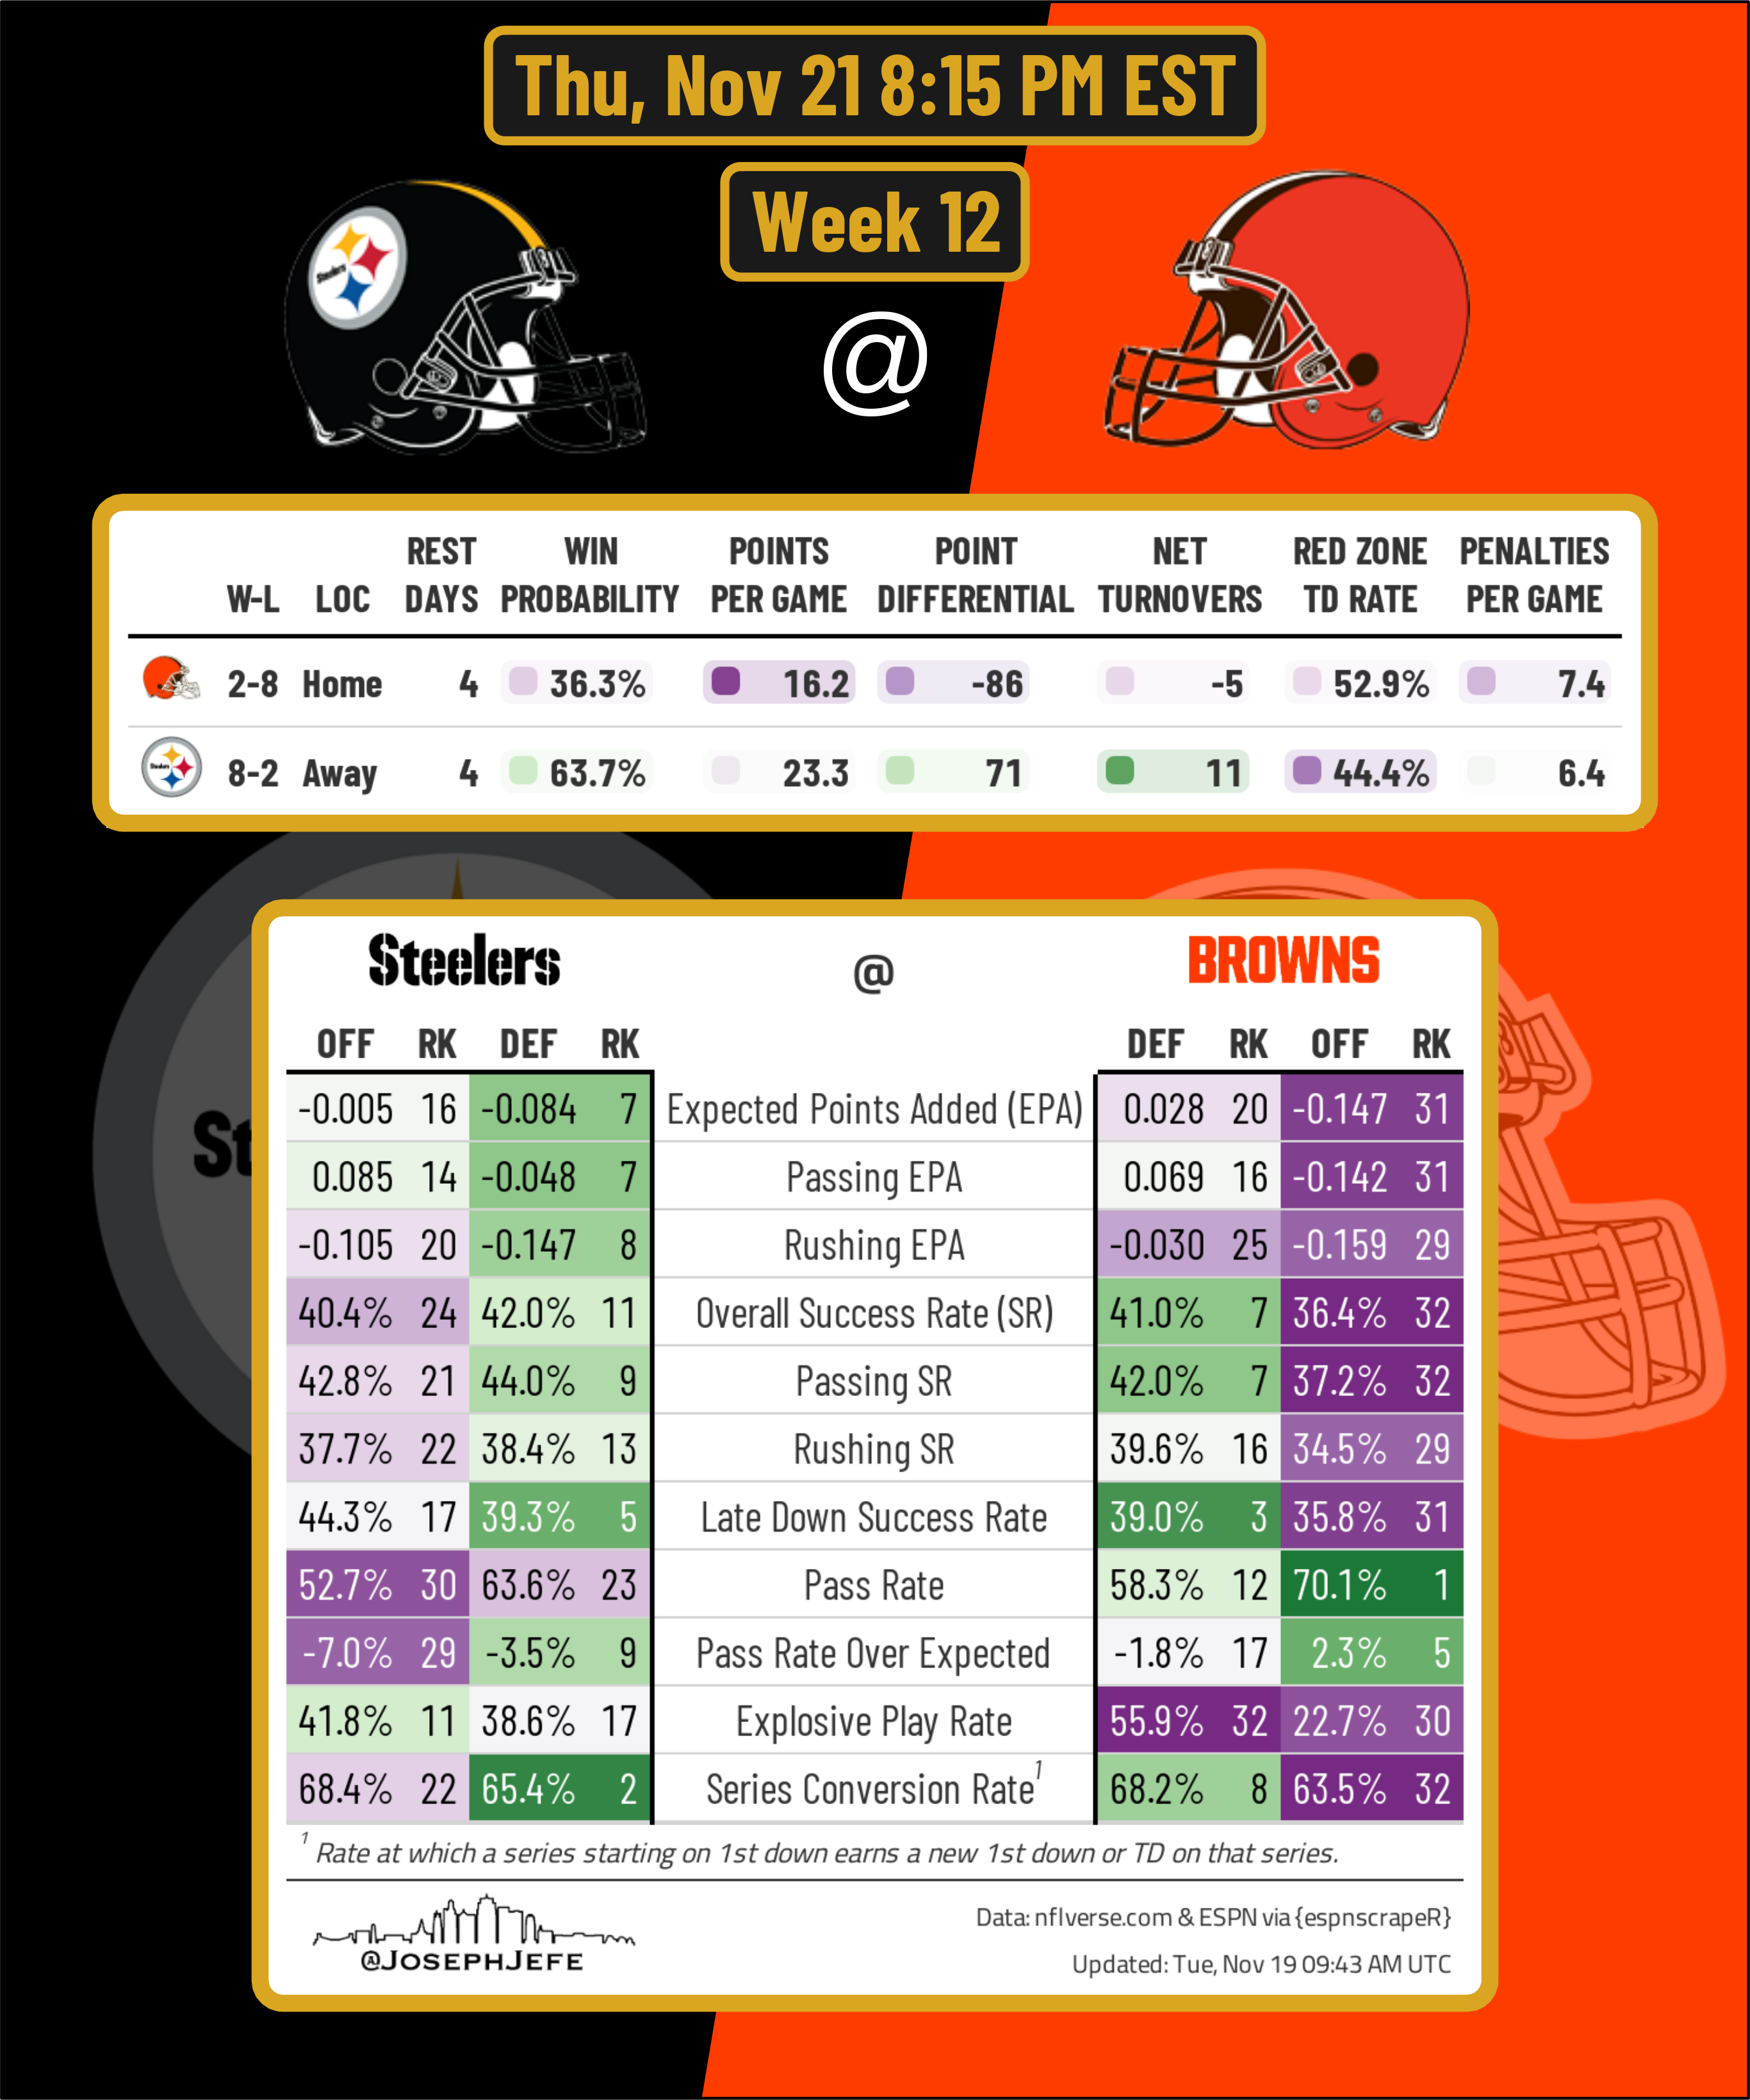 Thu, Nov 21 8:15 PM EST
Week 12
Steelers
@
REST WIN POINTS POINT NET RED ZONE PENALTIES
W-L LOC DAYS PROBABILITY PER GAME DIFFERENTIAL TURNOVERS TD RATE PER GAME
2-8 Home 4 36.3% 16.2 -86 -5 52.9% 7.4
Steelers 8-2 Away 4 63.7% 23.3 71 11 44.4% 6.4
Steelers @ BROWNS
OFF RK DEF RK DEF RK OFF RK
-0.005 16 -0.084 7 Expected Points Added (EPA) 0.028 20 -0.147 31
St
0.085 14 -0.048 7 Passing EPA 0.069 16 -0.142 31
-0.105 20 -0.147 8 Rushing EPA -0.030 25 -0.159 29
40.4% 24 42.0% 11 Overall Success Rate (SR) 41.0% 7 36.4% 32
42.8% 21 44.0% 9 Passing SR 42.0% 7 37.2% 32
37.7% 22 38.4% 13 Rushing SR 39.6% 16 34.5% 29
44.3% 17 39.3% 5 Late Down Success Rate 39.0% 3 35.8% 31
52.7% 30 63.6% 23 Pass Rate 58.3% 12 70.1% 1
-7.0% 29 -3.5% 9 Pass Rate Over Expected -1.8% 17 2.3% 5
41.8% 11 38.6% 17 Explosive Play Rate 55.9% 32 22.7% 30
68.4% 22 65.4% 2 Series Conversion Rate¹ 68.2% 8 63.5% 32
¹ Rate at which a series starting on 1st down earns a new 1st down or TD on that series.
@JOSEPHJEFE
Data: nflverse.com & ESPN via {espnscrapeR}
Updated: Tue, Nov 19 09:43 AM UTC